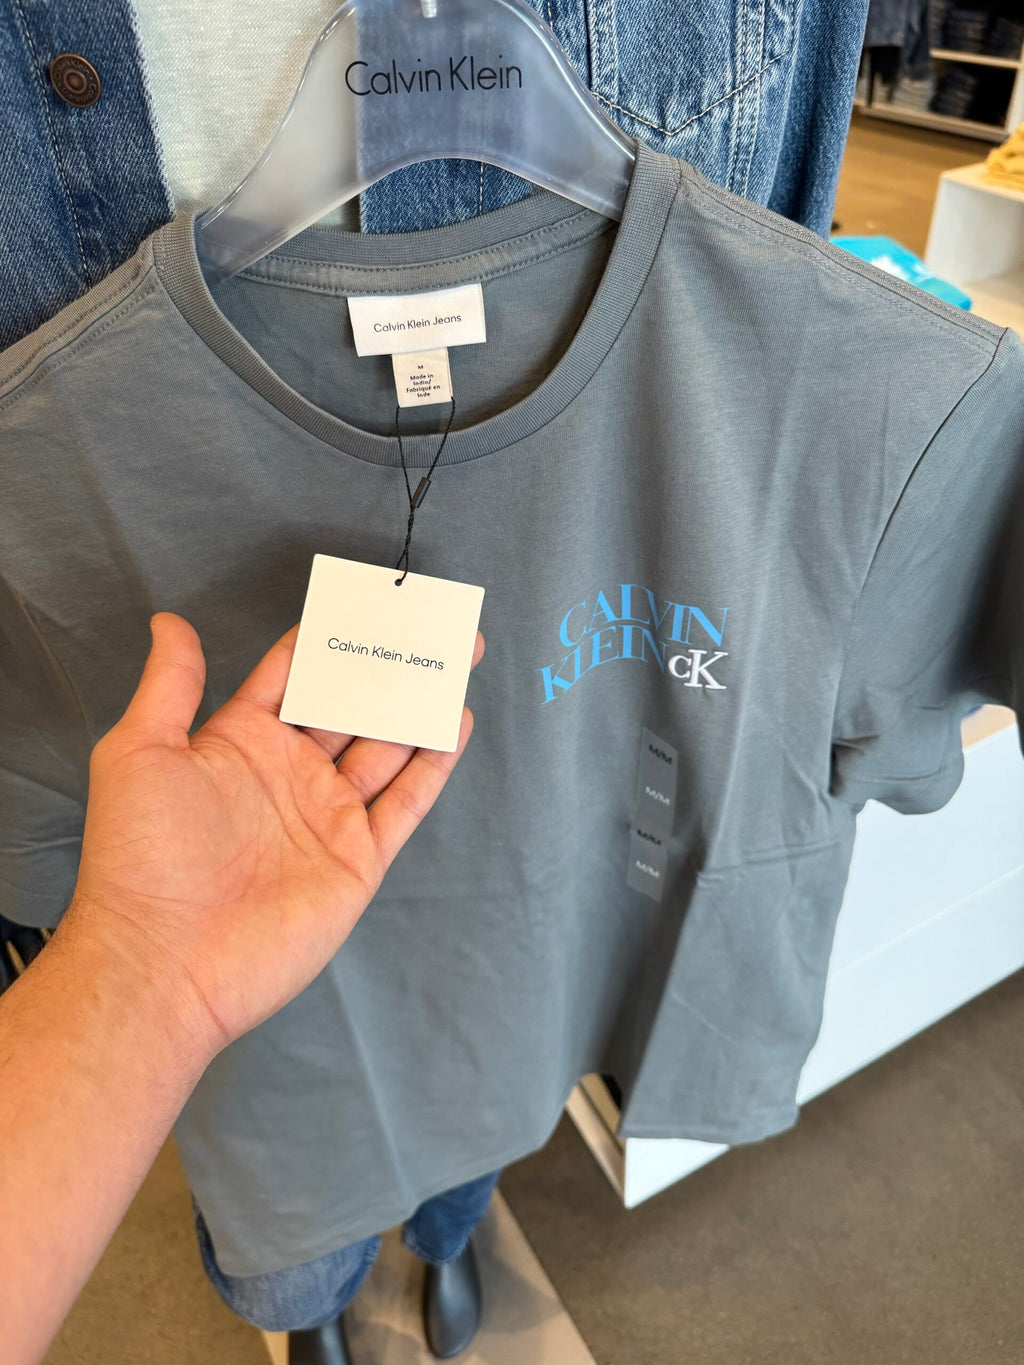 Calvin Klein
Calvin Klein Jeans
M
Made in
India/
Fabriqué en
Inde
Calvin Klein Jeans
CALVIN
KLEIN CK
M/M
M/M
M/M
M/M